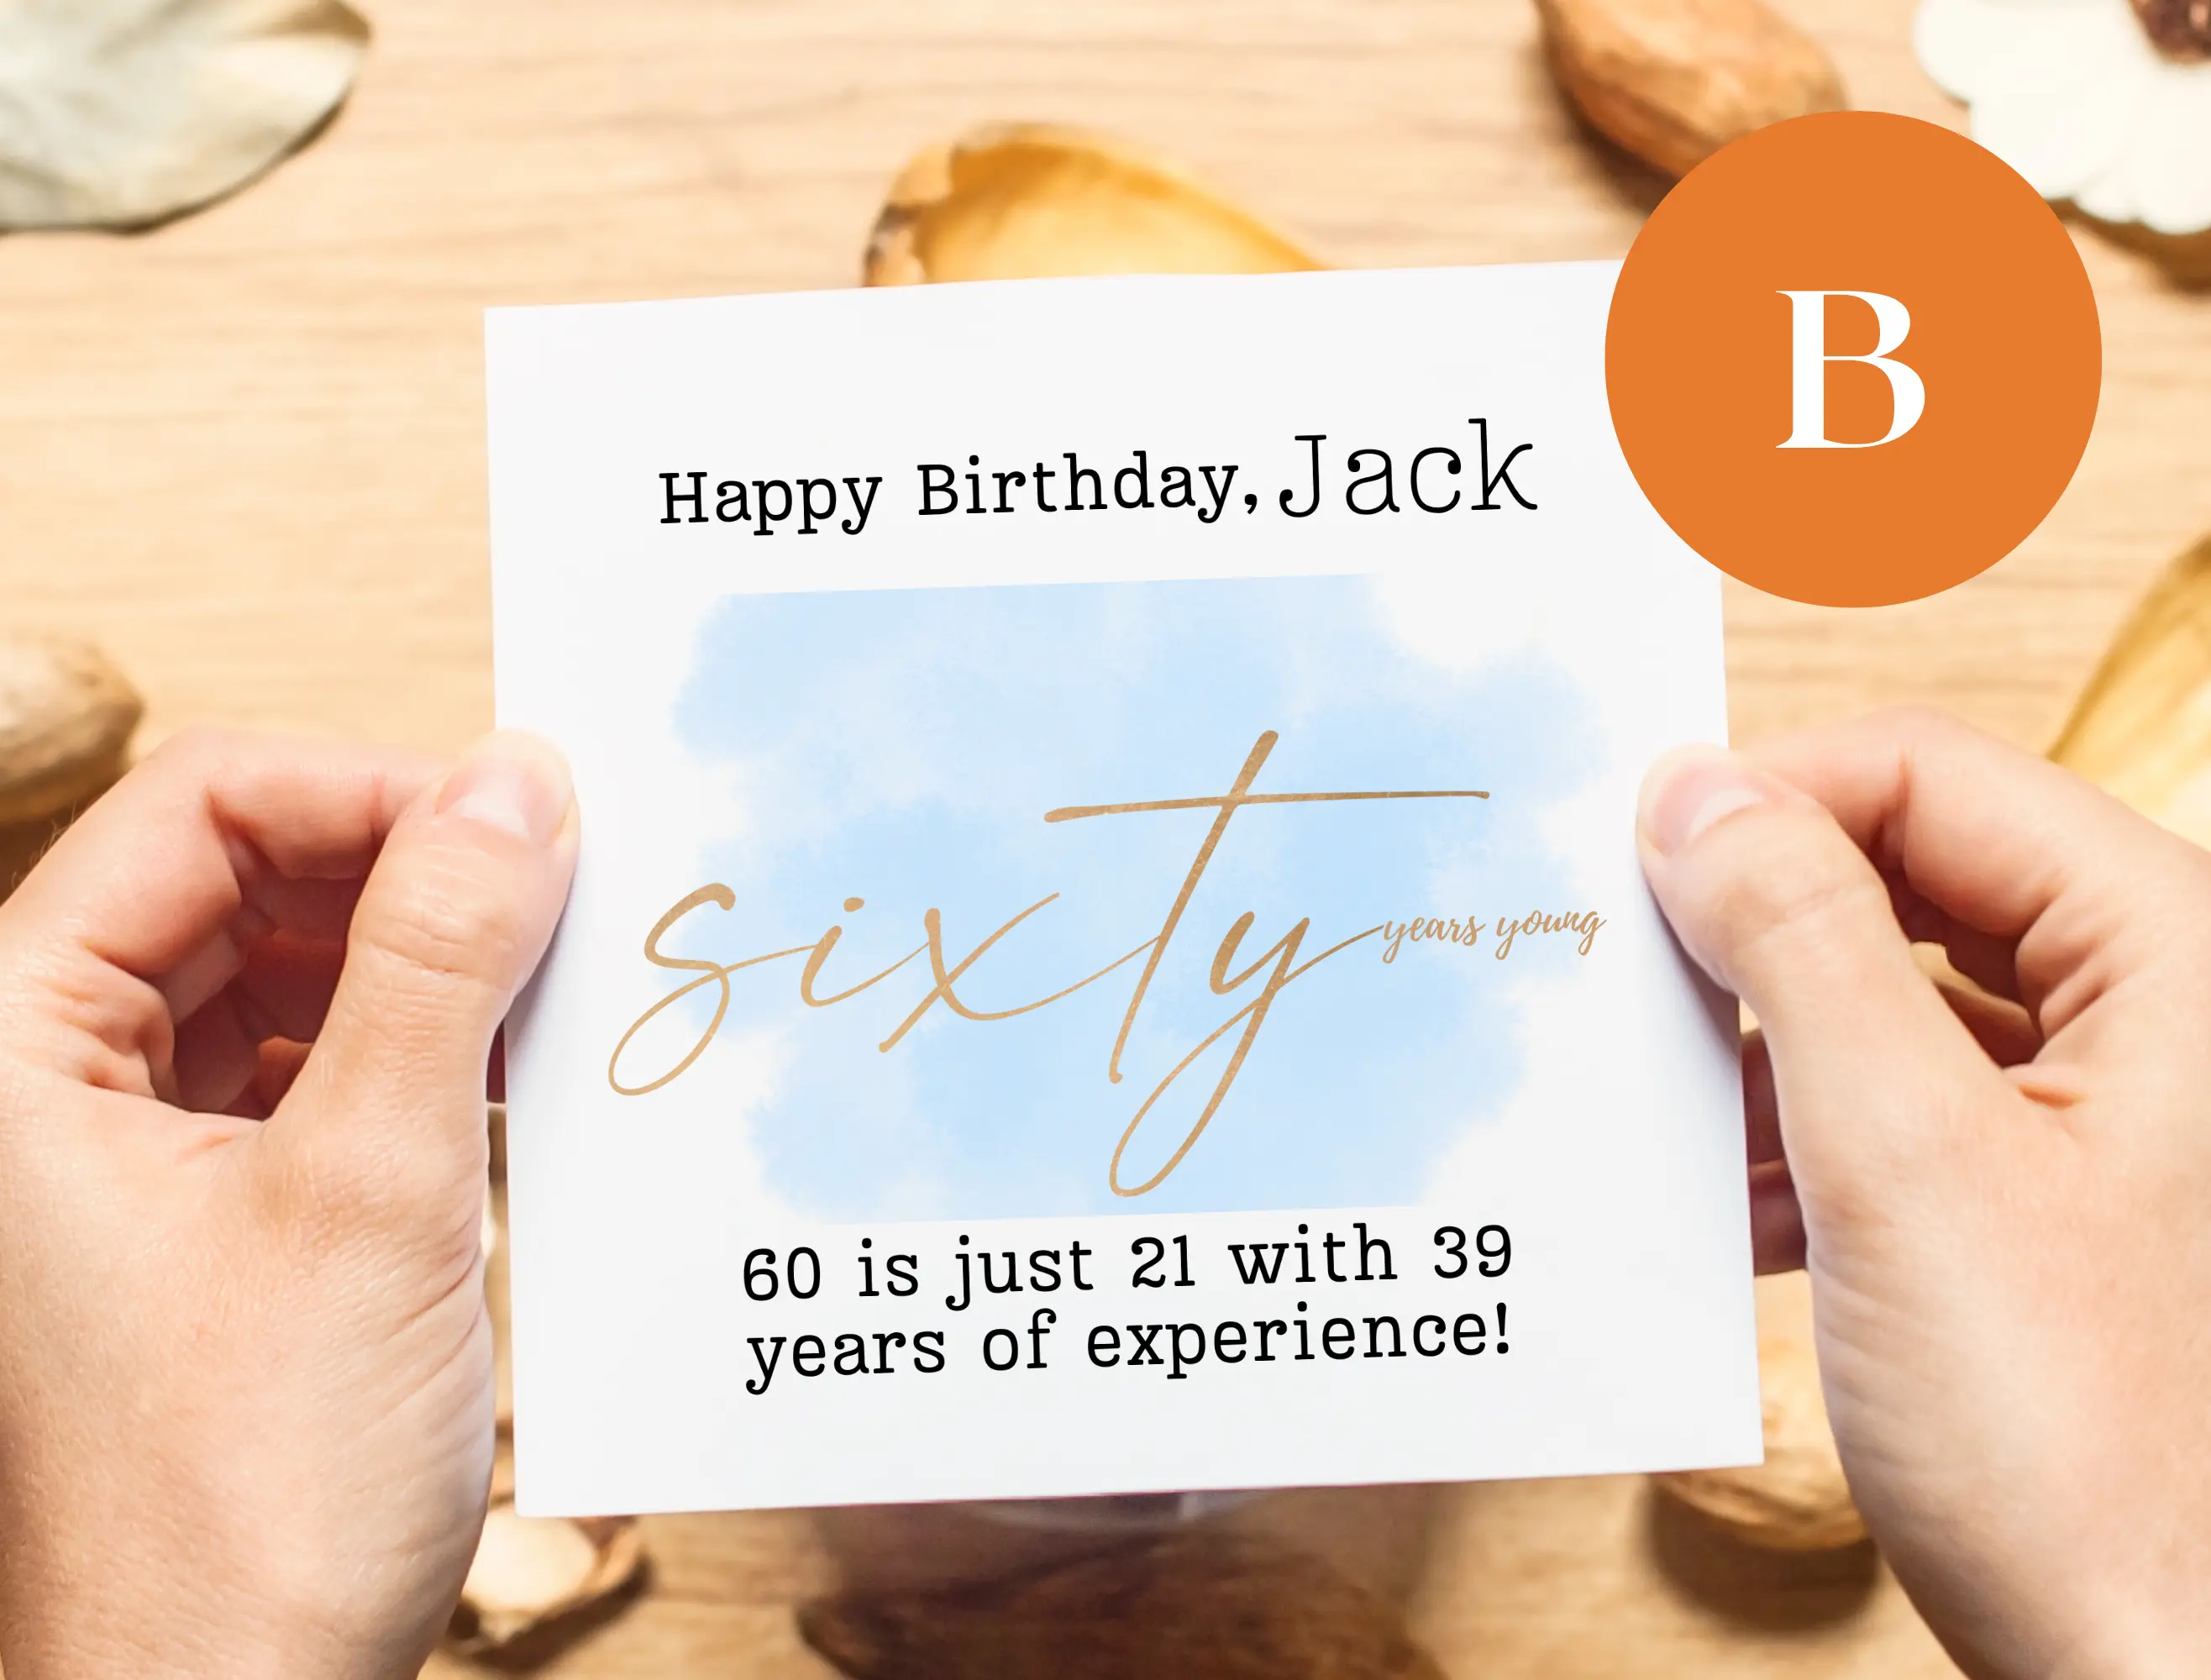 B
Happy Birthday, Jack
sixty years young
60 is just 21 with 39
years of experience!